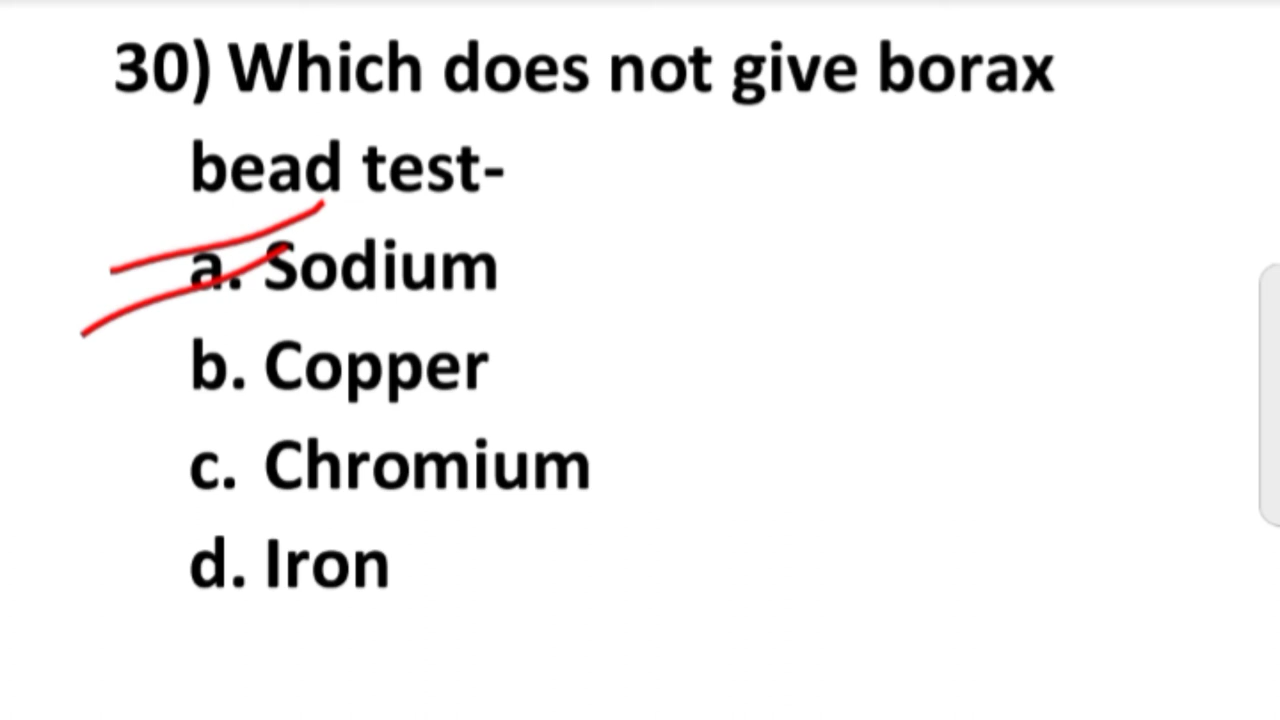 30) Which does not give borax
bead test-
a. Sodium
b. Copper
c. Chromium
d. Iron